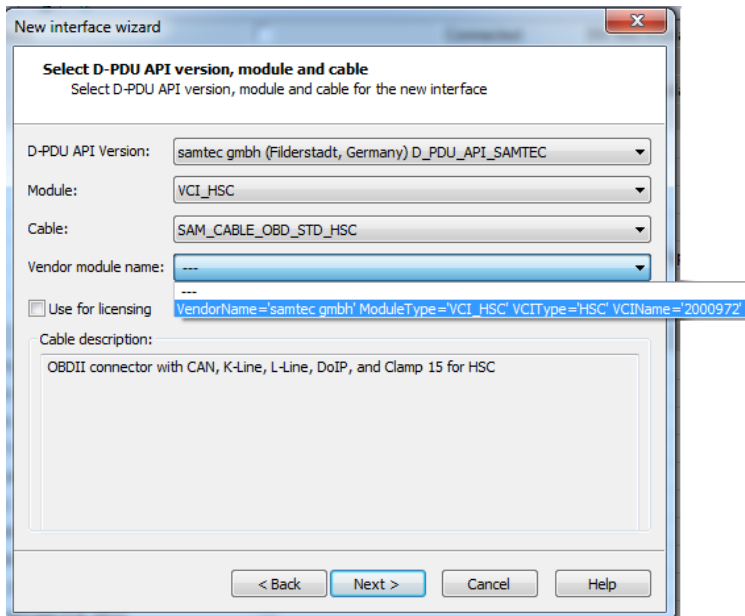 New interface wizard
Select D-PDU API version, module and cable
Select D-PDU API version, module and cable for the new interface
D-PDU API Version: samtec gmbh (Filderstadt, Germany) D_PDU_API_SAMTEC
Module: VCI_HSC
Cable: SAM_CABLE_OBD_STD_HSC
Vendor module name: ---
---
Use for licensing VendorName='samtec gmbh' ModuleType='VCI_HSC' VCIType='HSC' VCIName='2000972'
Cable description:
OBDII connector with CAN, K-Line, L-Line, DoIP, and Clamp 15 for HSC
< Back Next > Cancel Help